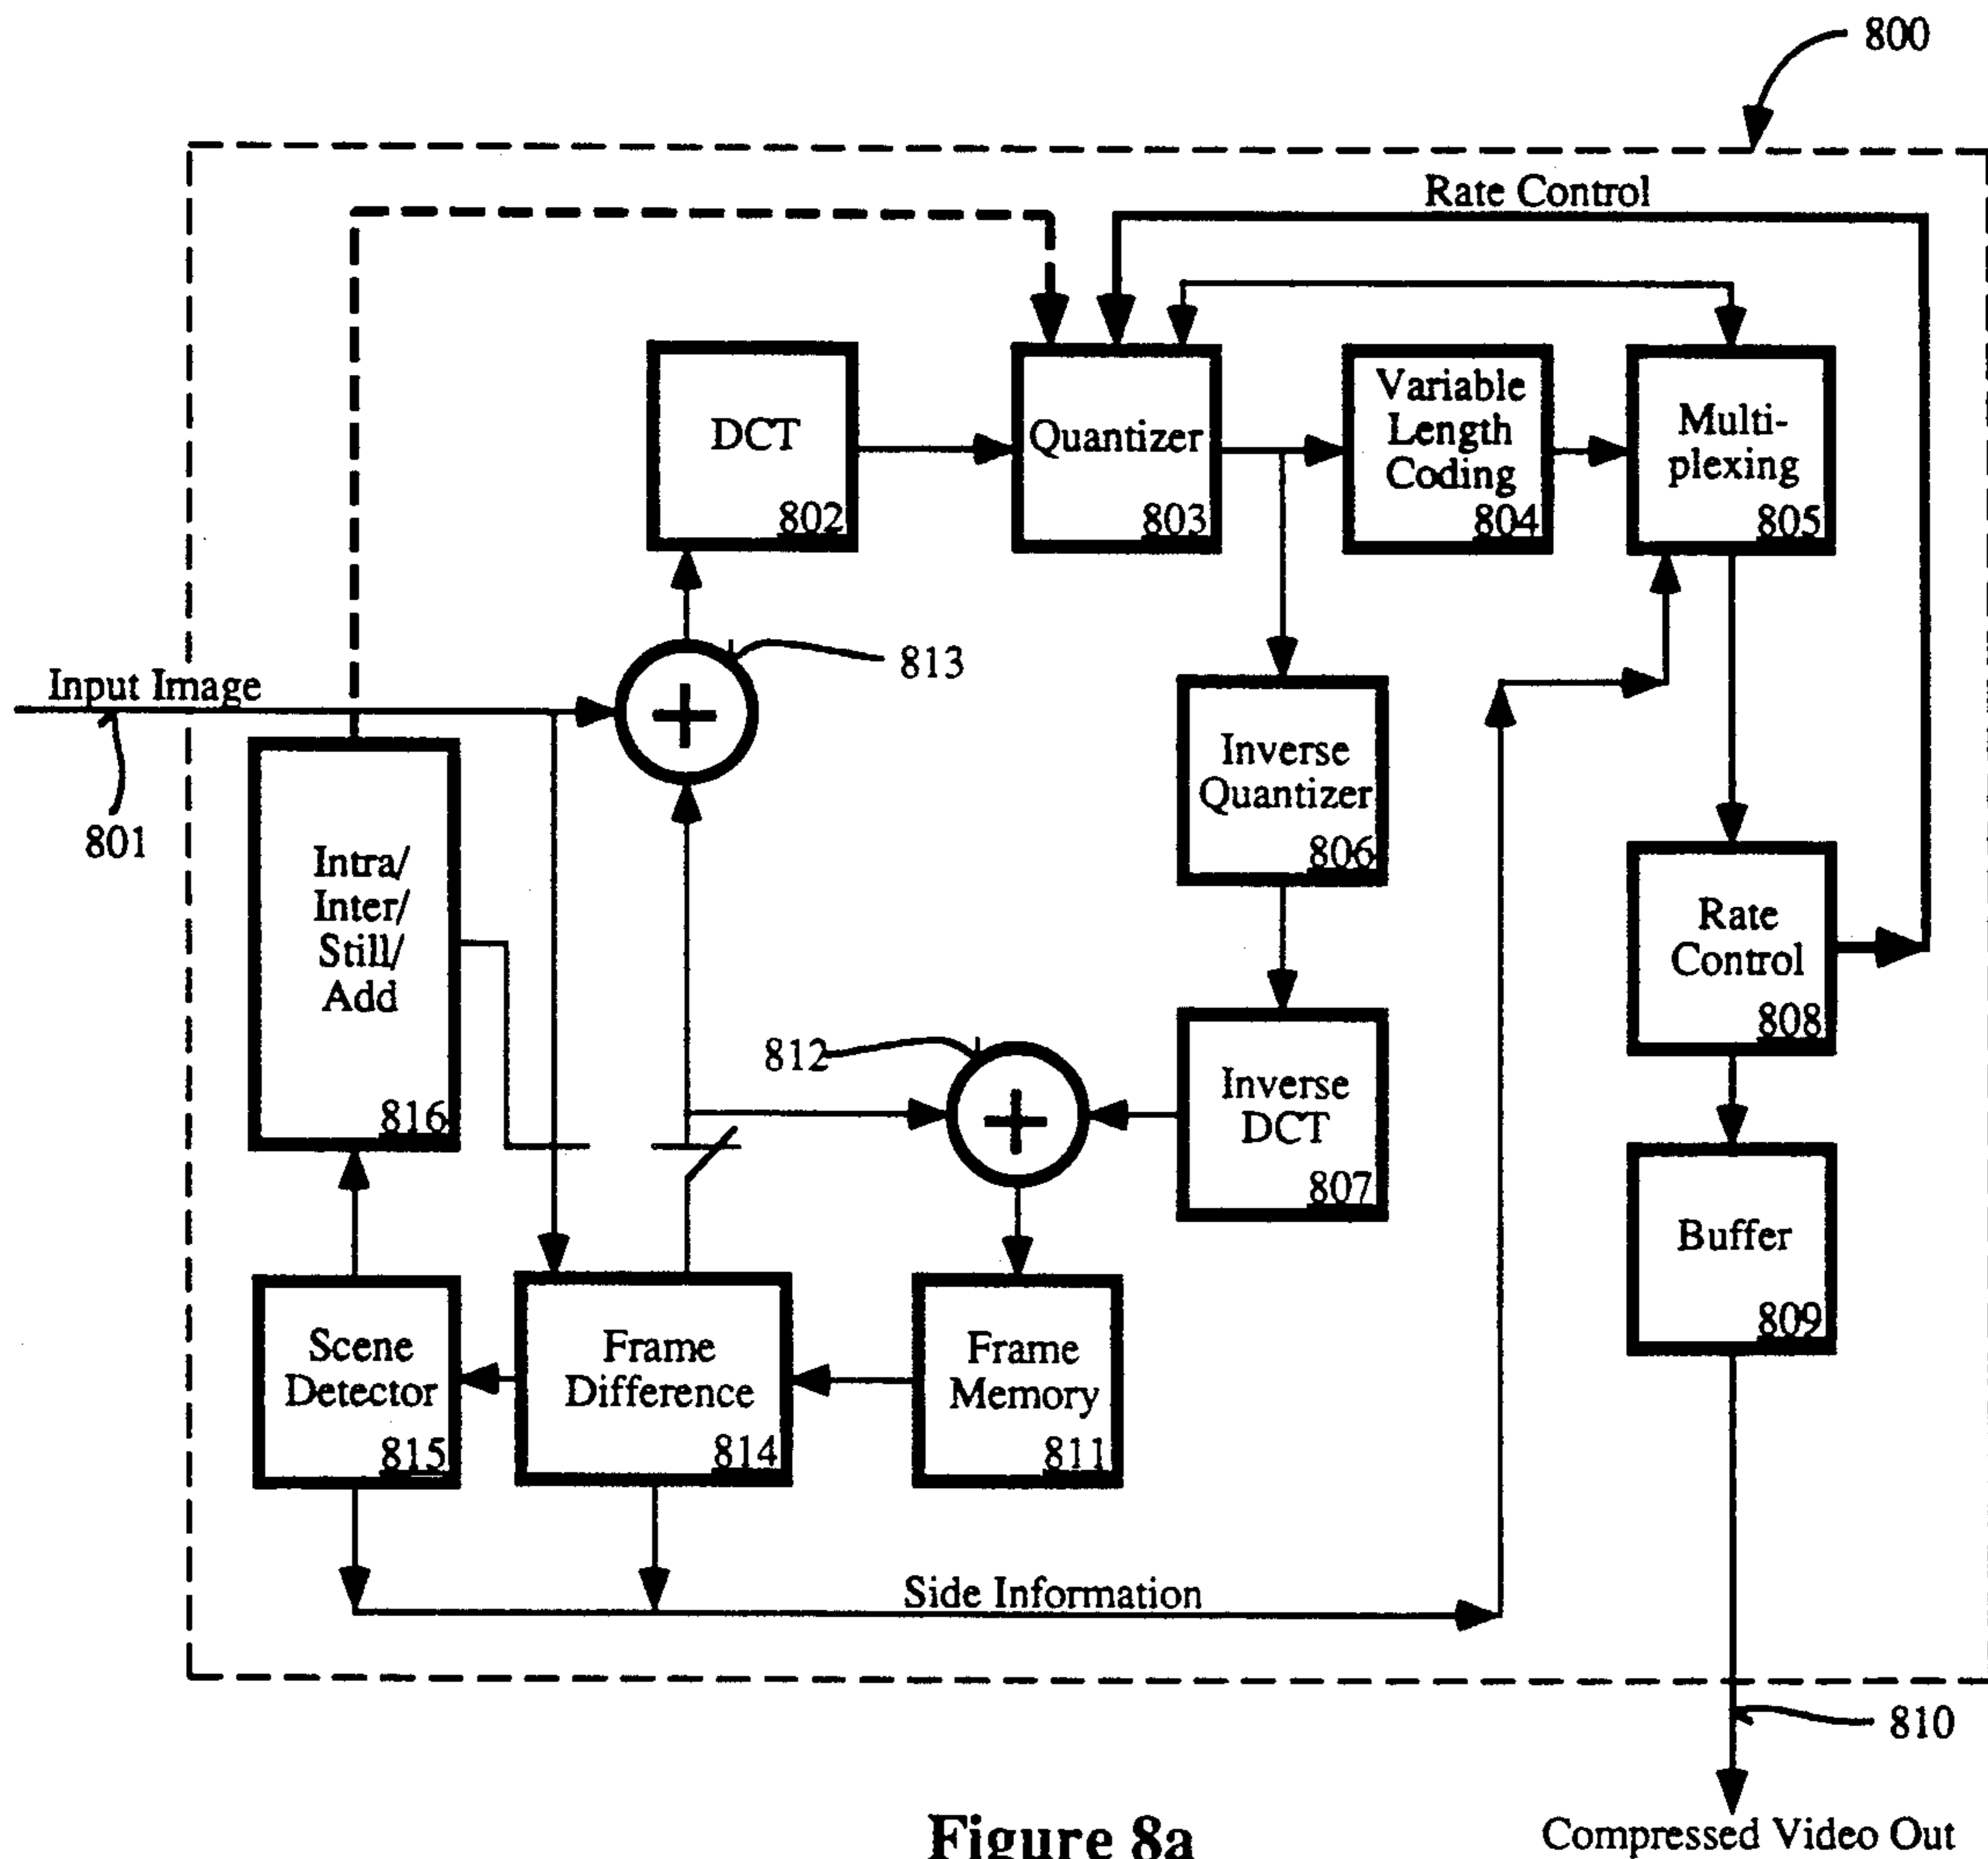 800
Rate Control
DCT
802
Quantizer
803
Variable
Length
Coding
804
Multi-
plexing
805
Input Image
801
813
Inverse
Quantizer
806
Intra/
Inter/
Still/
Add
816
Rate
Control
808
812
Inverse
DCT
807
Buffer
809
Scene
Detector
815
Frame
Difference
814
Frame
Memory
811
Side Information
810
Figure 8a
Compressed Video Out